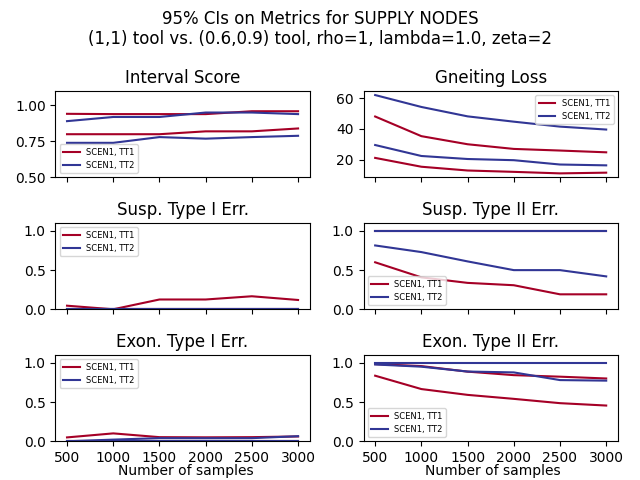 95% CIs on Metrics for SUPPLY NODES
(1,1) tool vs. (0.6,0.9) tool, rho=1, lambda=1.0, zeta=2
Interval Score
1.00
0.75
0.50
SCEN1, TT1
SCEN1, TT2
Gneiting Loss
60
40
20
SCEN1, TT1
SCEN1, TT2
Susp. Type I Err.
1.0
0.5
0.0
SCEN1, TT1
SCEN1, TT2
Susp. Type II Err.
1.0
0.5
0.0
SCEN1, TT1
SCEN1, TT2
Exon. Type I Err.
1.0
0.5
0.0
SCEN1, TT1
SCEN1, TT2
500 1000 1500 2000 2500 3000
Number of samples
Exon. Type II Err.
1.0
0.5
0.0
SCEN1, TT1
SCEN1, TT2
500 1000 1500 2000 2500 3000
Number of samples